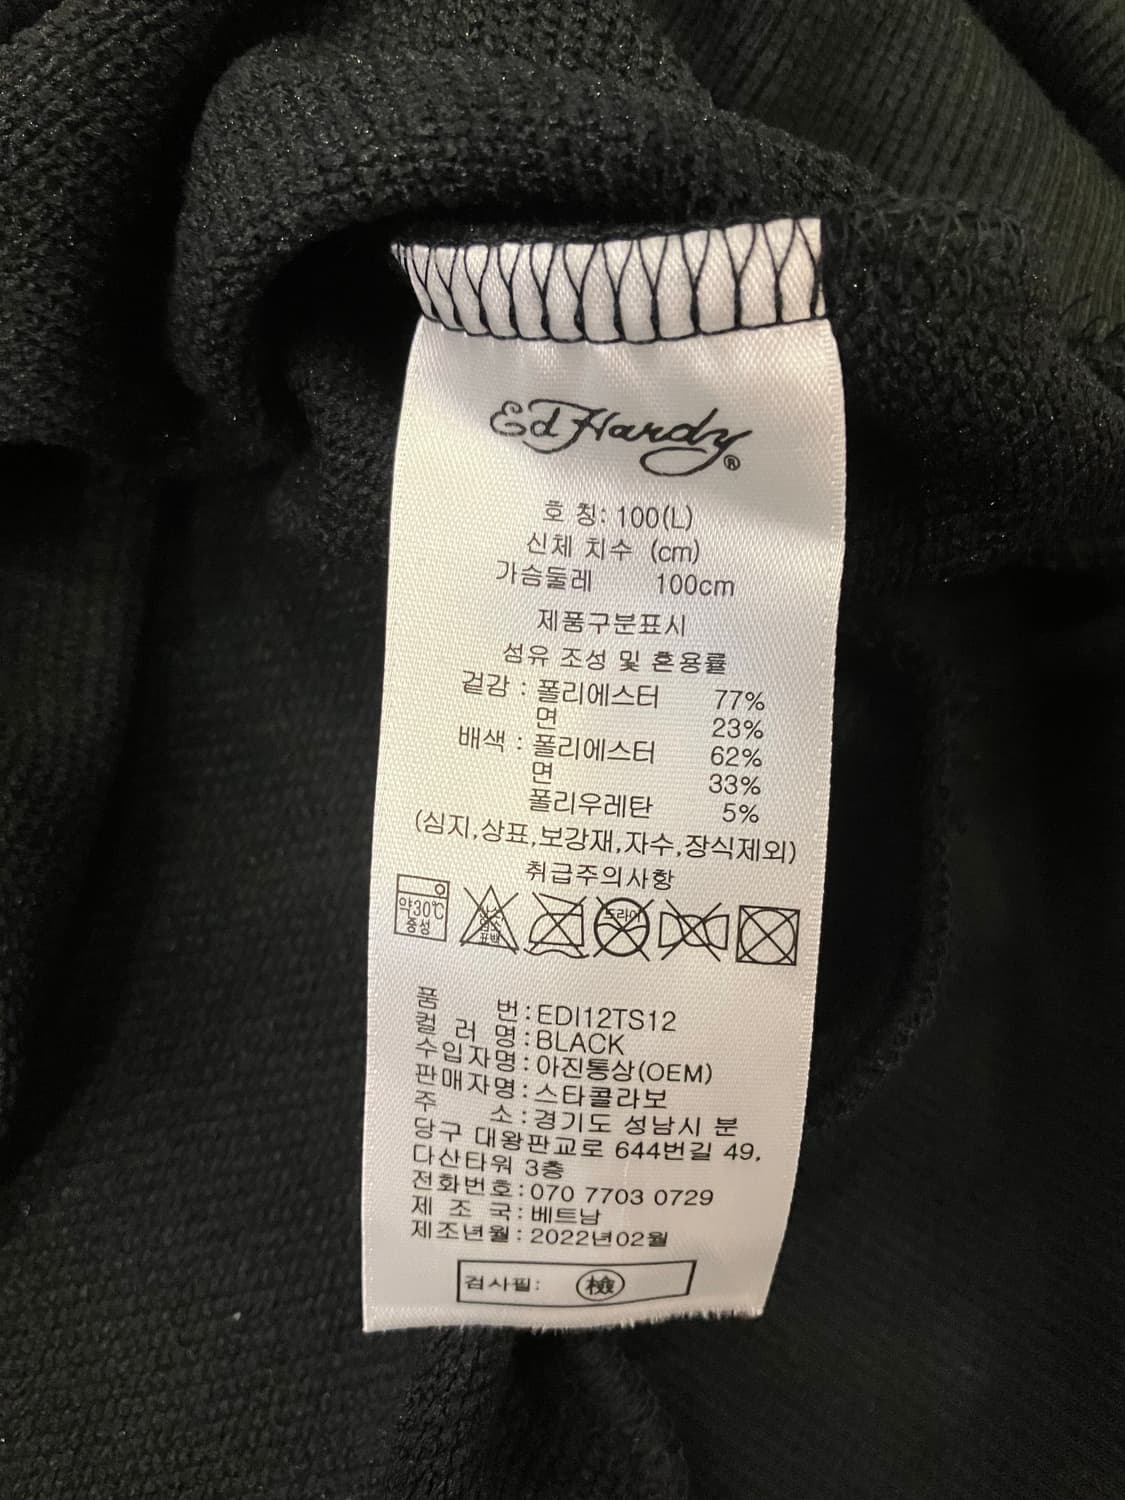 Ed Hardy®
호 칭: 100(L)
신체 치수 (cm)
가슴둘레 100cm
제품구분표시
섬유 조성 및 혼용률
겉감 : 폴리에스터 77%
면 23%
배색 : 폴리에스터 62%
면 33%
폴리우레탄 5%
(심지,상표,보강재,자수,장식제외)
취급주의사항
약30℃
중성
염소
표백
드라이
품 번:EDI12TS12
컬 러 명:BLACK
수입자명:아진통상(OEM)
판매자명:스타콜라보
주 소:경기도 성남시 분
당구 대왕판교로 644번길 49,
다산타워 3층
전화번호:070 7703 0729
제 조 국:베트남
제조년월:2022년02월
검사필: 檢